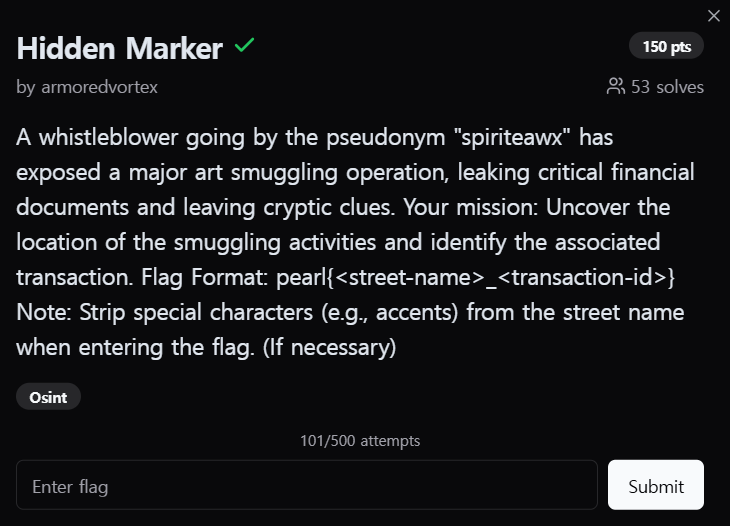 Hidden Marker
150 pts
by armoredvortex
53 solves
A whistleblower going by the pseudonym "spiriteawx" has
exposed a major art smuggling operation, leaking critical financial
documents and leaving cryptic clues. Your mission: Uncover the
location of the smuggling activities and identify the associated
transaction. Flag Format: pearl{<street-name>_<transaction-id>}
Note: Strip special characters (e.g., accents) from the street name
when entering the flag. (If necessary)
Osint
101/500 attempts
Enter flag
Submit